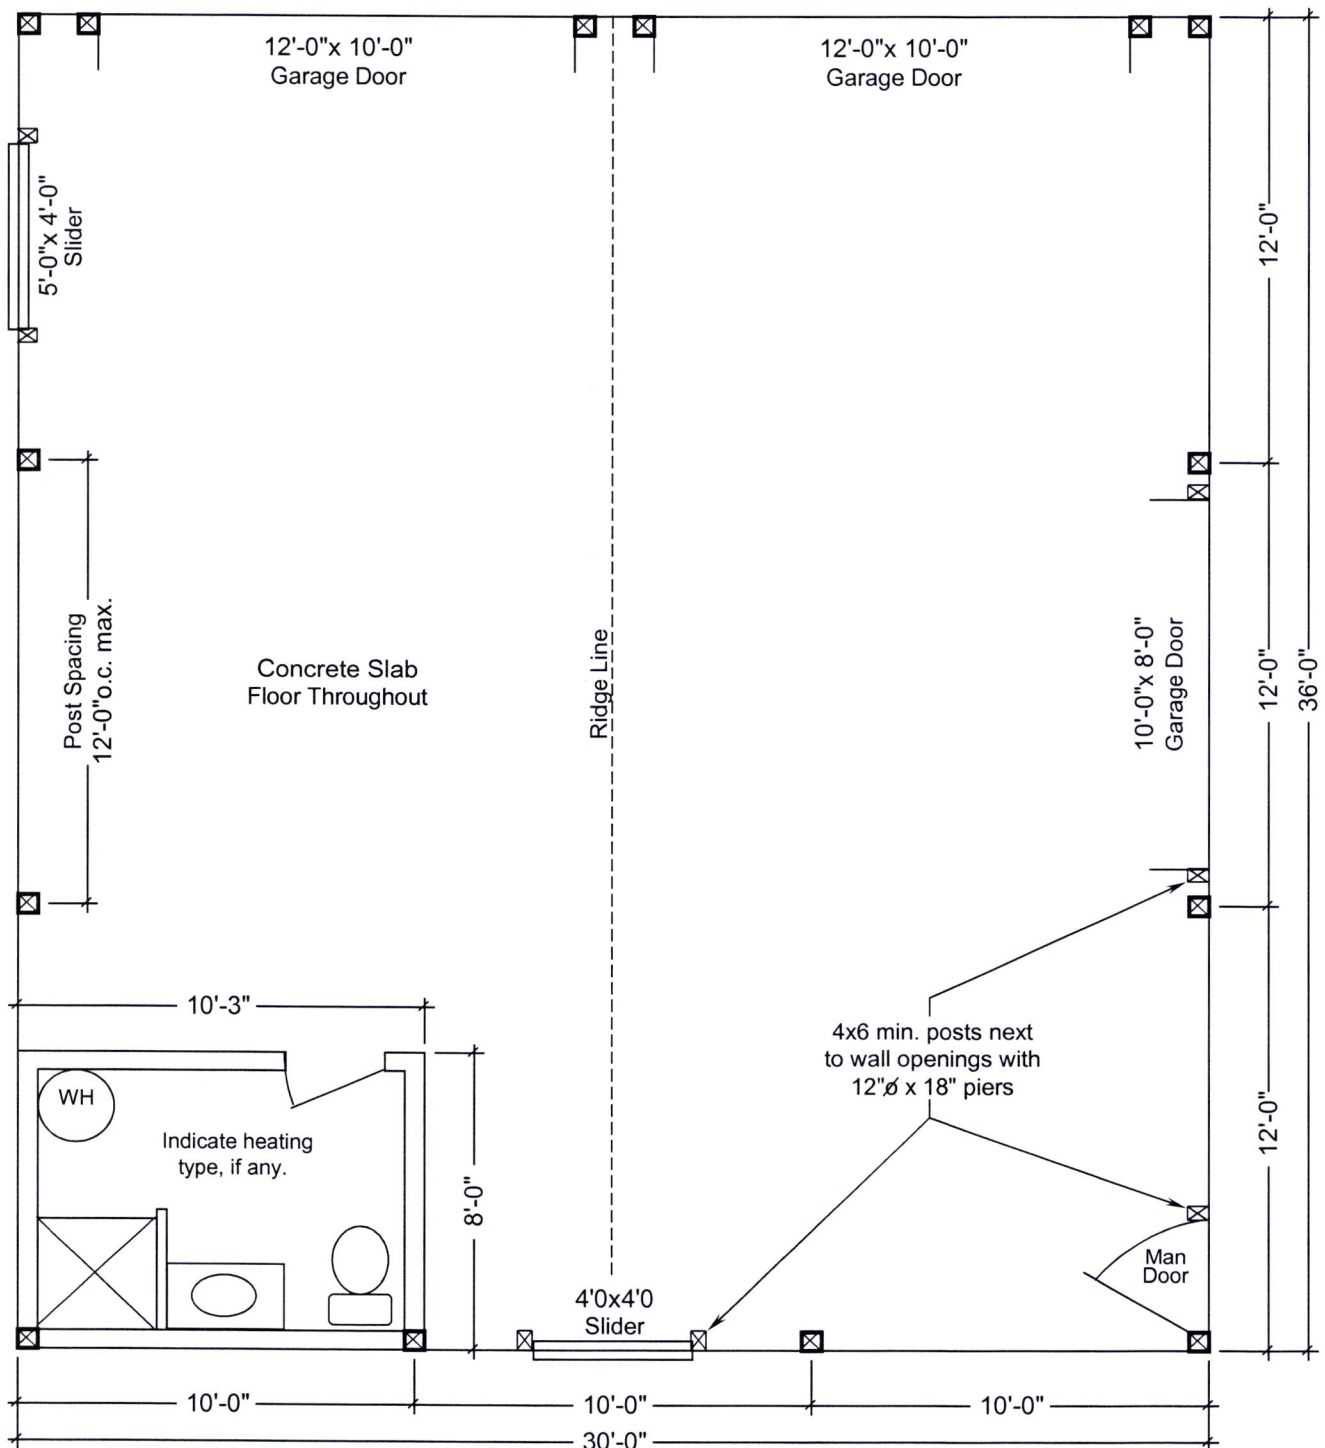 12'-0"x 10'-0"
Garage Door
12'-0"x 10'-0"
Garage Door
5'-0"x 4'-0"
Slider
12'-0"
Post Spacing
12'-0"o.c. max.
Concrete Slab
Floor Throughout
Ridge Line
10'-0"x 8'-0"
Garage Door
12'-0"
36'-0"
10'-3"
4x6 min. posts next
to wall openings with
12"ø x 18" piers
WH
Indicate heating
type, if any.
8'-0"
12'-0"
Man
Door
4'0x4'0
Slider
10'-0"
10'-0"
10'-0"
30'-0"